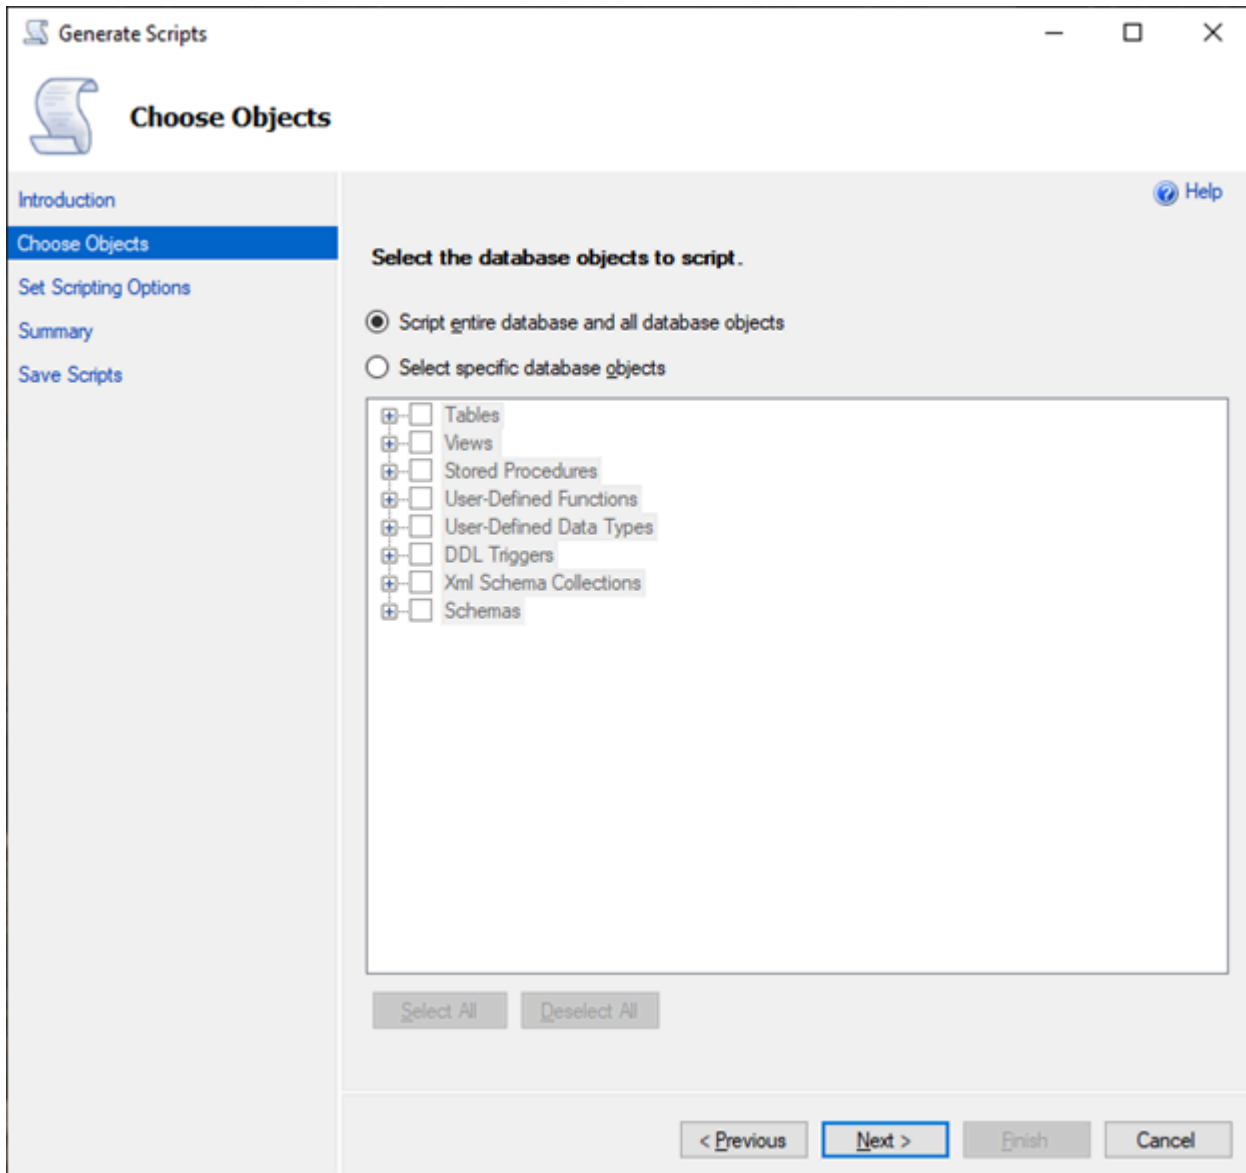 Generate Scripts
Choose Objects
Introduction
Choose Objects
Set Scripting Options
Summary
Save Scripts
Help
Select the database objects to script.
Script entire database and all database objects
Select specific database objects
Tables
Views
Stored Procedures
User-Defined Functions
User-Defined Data Types
DDL Triggers
Xml Schema Collections
Schemas
Select All
Deselect All
< Previous
Next >
Finish
Cancel